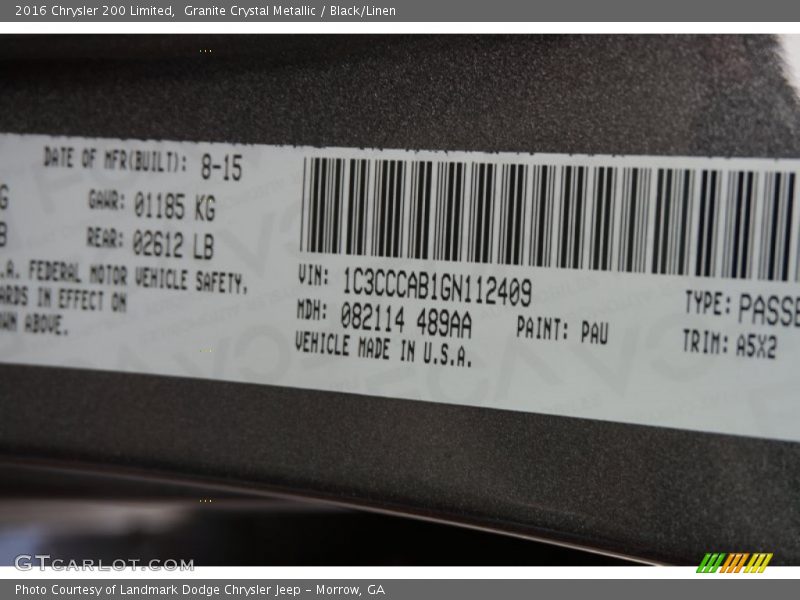 2016 Chrysler 200 Limited, Granite Crystal Metallic / Black/Linen
DATE OF MFR(BUILT): 8-15
G GAWR: 01185 KG
B REAR: 02612 LB
.A. FEDERAL MOTOR VEHICLE SAFETY,
ARDS IN EFFECT ON
WN ABOVE.
VIN: 1C3CCCAB1GN112409
MDH: 082114 489AA
VEHICLE MADE IN U.S.A.
PAINT: PAU
TYPE: PASSE
TRIM: A5X2
GTcarlot.com
Photo Courtesy of Landmark Dodge Chrysler Jeep – Morrow, GA